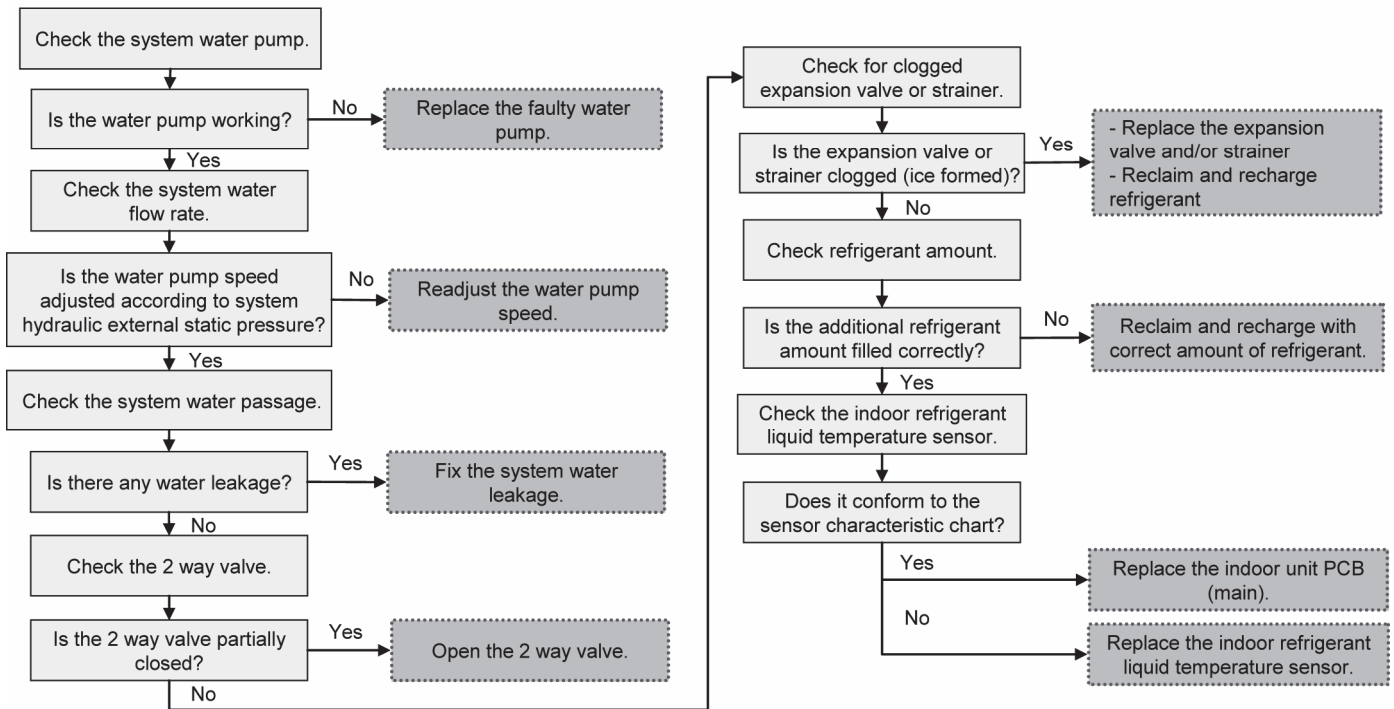 Check the system water pump.
Is the water pump working?
No
Replace the faulty water
pump.
Yes
Check the system water
flow rate.
Is the water pump speed
adjusted according to system
hydraulic external static pressure?
No
Readjust the water pump
speed.
Yes
Check the system water passage.
Is there any water leakage?
Yes
Fix the system water
leakage.
No
Check the 2 way valve.
Is the 2 way valve partially
closed?
Yes
Open the 2 way valve.
No
Check for clogged
expansion valve or strainer.
Is the expansion valve or
strainer clogged (ice formed)?
Yes
- Replace the expansion
valve and/or strainer
- Reclaim and recharge
refrigerant
No
Check refrigerant amount.
Is the additional refrigerant
amount filled correctly?
No
Reclaim and recharge with
correct amount of refrigerant.
Yes
Check the indoor refrigerant
liquid temperature sensor.
Does it conform to the
sensor characteristic chart?
Yes
Replace the indoor unit PCB
(main).
No
Replace the indoor refrigerant
liquid temperature sensor.